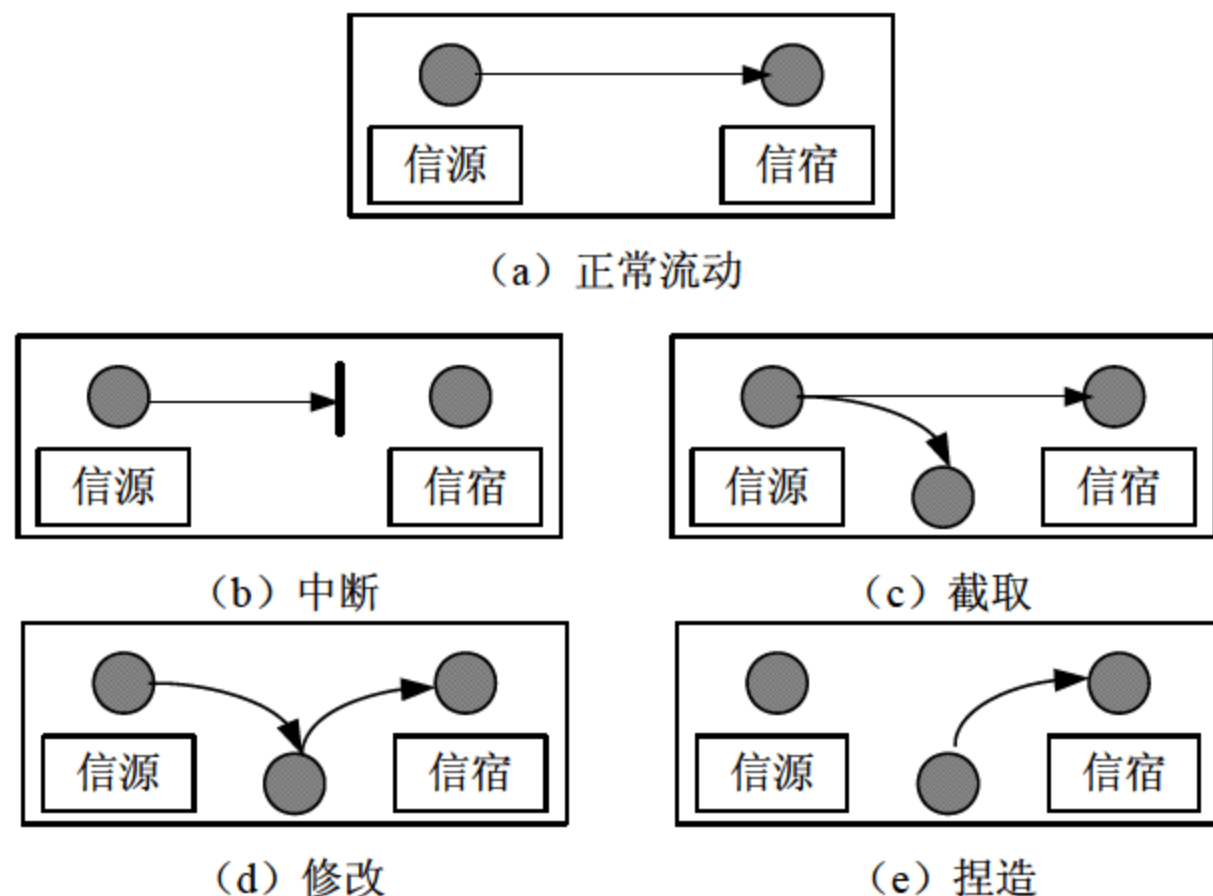 信源 信宿
（a）正常流动
信源 信宿 信源 信宿
（b）中断 （c）截取
信源 信宿 信源 信宿
（d）修改 （e）捏造